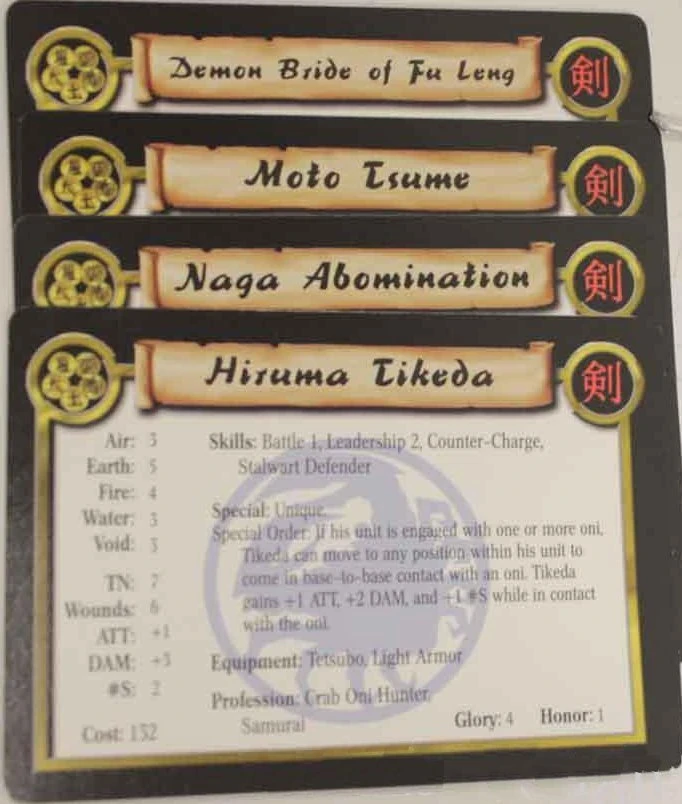 Demon Bride of Fu Leng 剣
Moto Tsume 剣
Naga Abomination 剣
Hiruma Tikeda 剣
Air: 3
Earth: 5
Fire: 4
Water: 3
Void: 3
TN: 7
Wounds: 6
ATT: +1
DAM: +3
#S: 2
Cost: 132
Skills: Battle 1, Leadership 2, Counter-Charge,
Stalwart Defender
Special: Unique.
Special Order: If his unit is engaged with one or more oni,
Tikeda can move to any position within his unit to
come in base-to-base contact with an oni. Tikeda
gains +1 ATT, +2 DAM, and +1 #S while in contact
with the oni.
Equipment: Tetsubo, Light Armor
Profession: Crab Oni Hunter,
Samurai
Glory: 4 Honor: 1